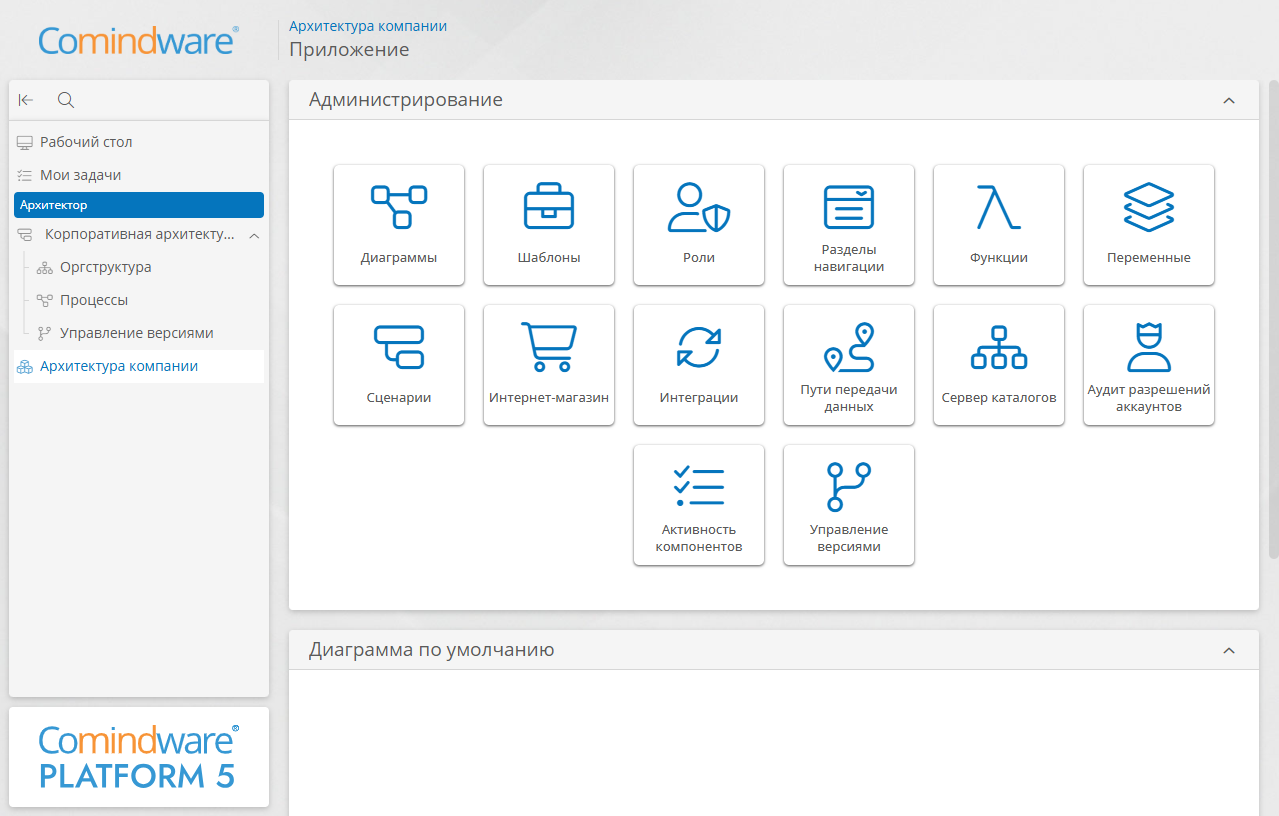 Comindware®
Архитектура компании
Приложение
Рабочий стол
Мои задачи
Архитектор
Корпоративная архитекту...
Оргструктура
Процессы
Управление версиями
Архитектура компании
Comindware®
PLATFORM 5
Администрирование
Диаграммы
Шаблоны
Роли
Разделы
навигации
Функции
Переменные
Сценарии
Интернет-магазин
Интеграции
Пути передачи
данных
Сервер каталогов
Аудит разрешений
аккаунтов
Активность
компонентов
Управление
версиями
Диаграмма по умолчанию